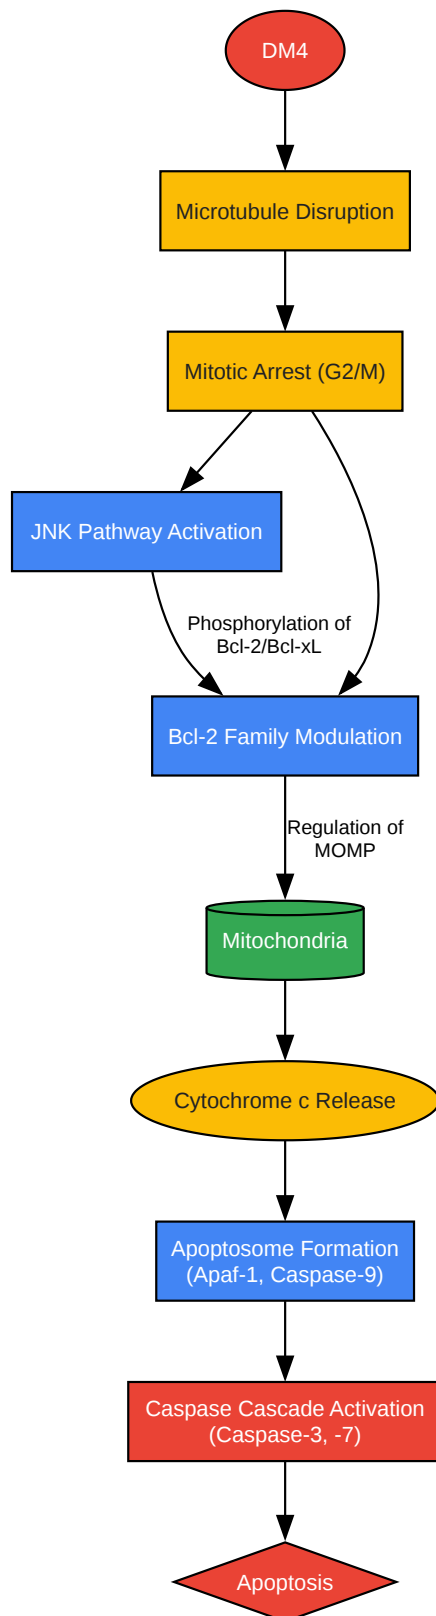 DM4
Microtubule Disruption
Mitotic Arrest (G2/M)
JNK Pathway Activation
Phosphorylation of
Bcl-2/Bcl-xL
Bcl-2 Family Modulation
Regulation of
MOMP
Mitochondria
Cytochrome c Release
Apoptosome Formation
(Apaf-1, Caspase-9)
Caspase Cascade Activation
(Caspase-3, -7)
Apoptosis